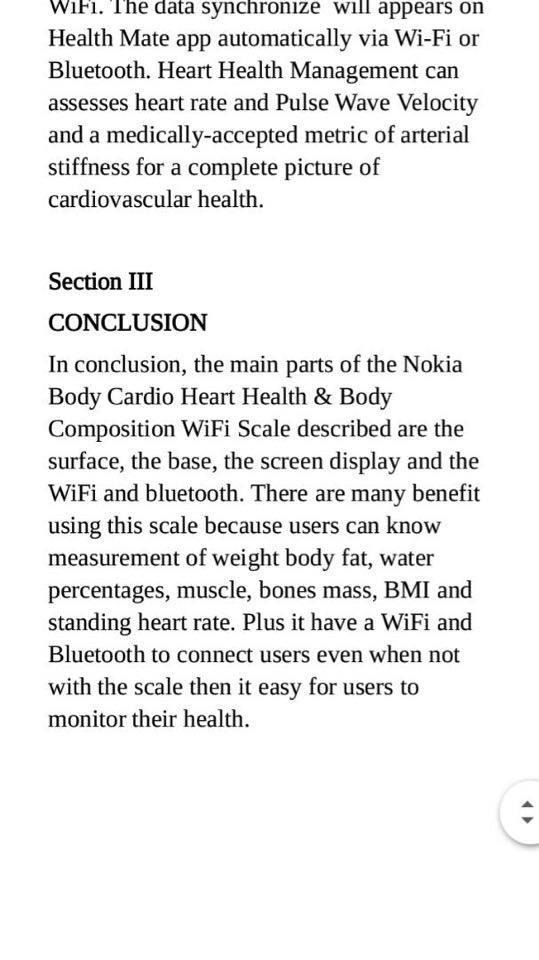 WiFi. The data synchronize will appears on
Health Mate app automatically via Wi-Fi or
Bluetooth. Heart Health Management can
assesses heart rate and Pulse Wave Velocity
and a medically-accepted metric of arterial
stiffness for a complete picture of
cardiovascular health.
Section III
CONCLUSION
In conclusion, the main parts of the Nokia
Body Cardio Heart Health & Body
Composition WiFi Scale described are the
surface, the base, the screen display and the
WiFi and bluetooth. There are many benefit
using this scale because users can know
measurement of weight body fat, water
percentages, muscle, bones mass, BMI and
standing heart rate. Plus it have a WiFi and
Bluetooth to connect users even when not
with the scale then it easy for users to
monitor their health.